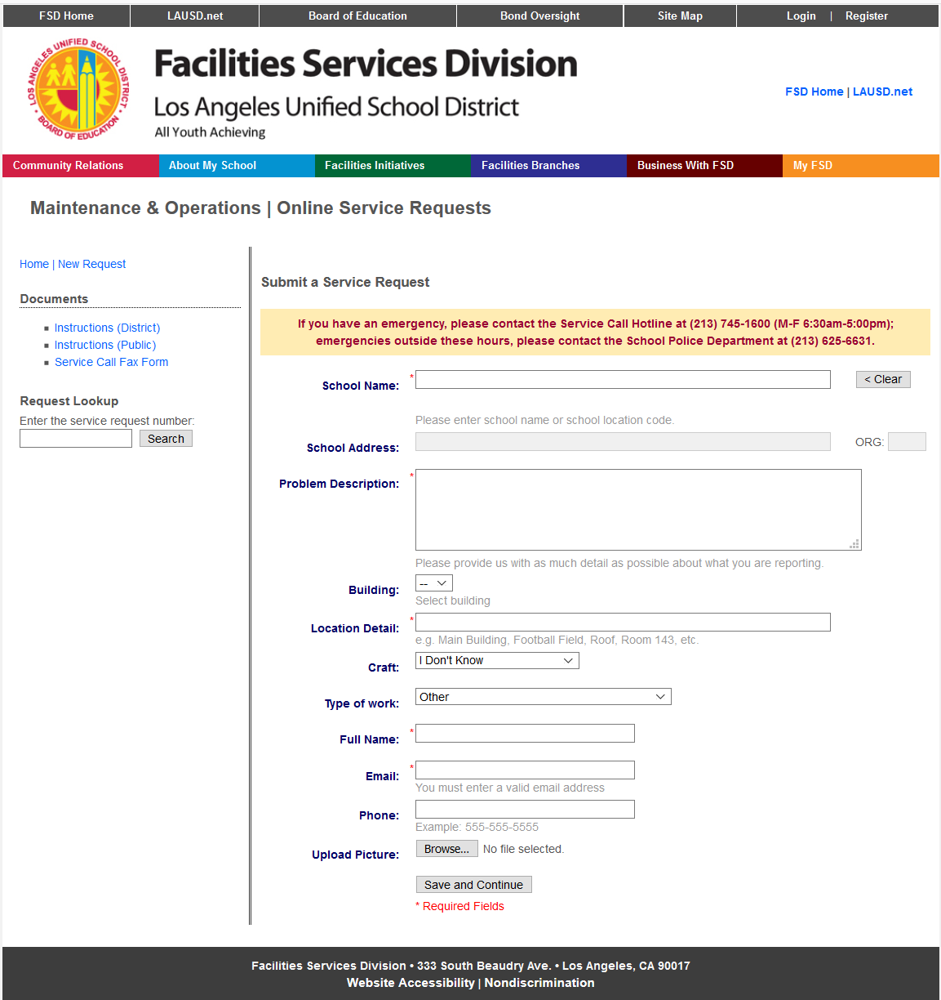 FSD Home LAUSD.net Board of Education Bond Oversight Site Map Login | Register
LOS ANGELES UNIFIED SCHOOL DISTRICT
BOARD OF EDUCATION
Facilities Services Division
Los Angeles Unified School District
All Youth Achieving
FSD Home | LAUSD.net
Community Relations About My School Facilities Initiatives Facilities Branches Business With FSD My FSD
Maintenance & Operations | Online Service Requests
Home | New Request
Documents
Instructions (District)
Instructions (Public)
Service Call Fax Form
Request Lookup
Enter the service request number:
Search
Submit a Service Request
If you have an emergency, please contact the Service Call Hotline at (213) 745-1600 (M-F 6:30am-5:00pm);
emergencies outside these hours, please contact the School Police Department at (213) 625-6631.
School Name: * < Clear
Please enter school name or school location code.
School Address: ORG:
Problem Description: *
Please provide us with as much detail as possible about what you are reporting.
Building: --
Select building
Location Detail: *
e.g. Main Building, Football Field, Roof, Room 143, etc.
Craft: I Don't Know
Type of work: Other
Full Name: *
Email: *
You must enter a valid email address
Phone:
Example: 555-555-5555
Upload Picture: Browse... No file selected.
Save and Continue
* Required Fields
Facilities Services Division • 333 South Beaudry Ave. • Los Angeles, CA 90017
Website Accessibility | Nondiscrimination